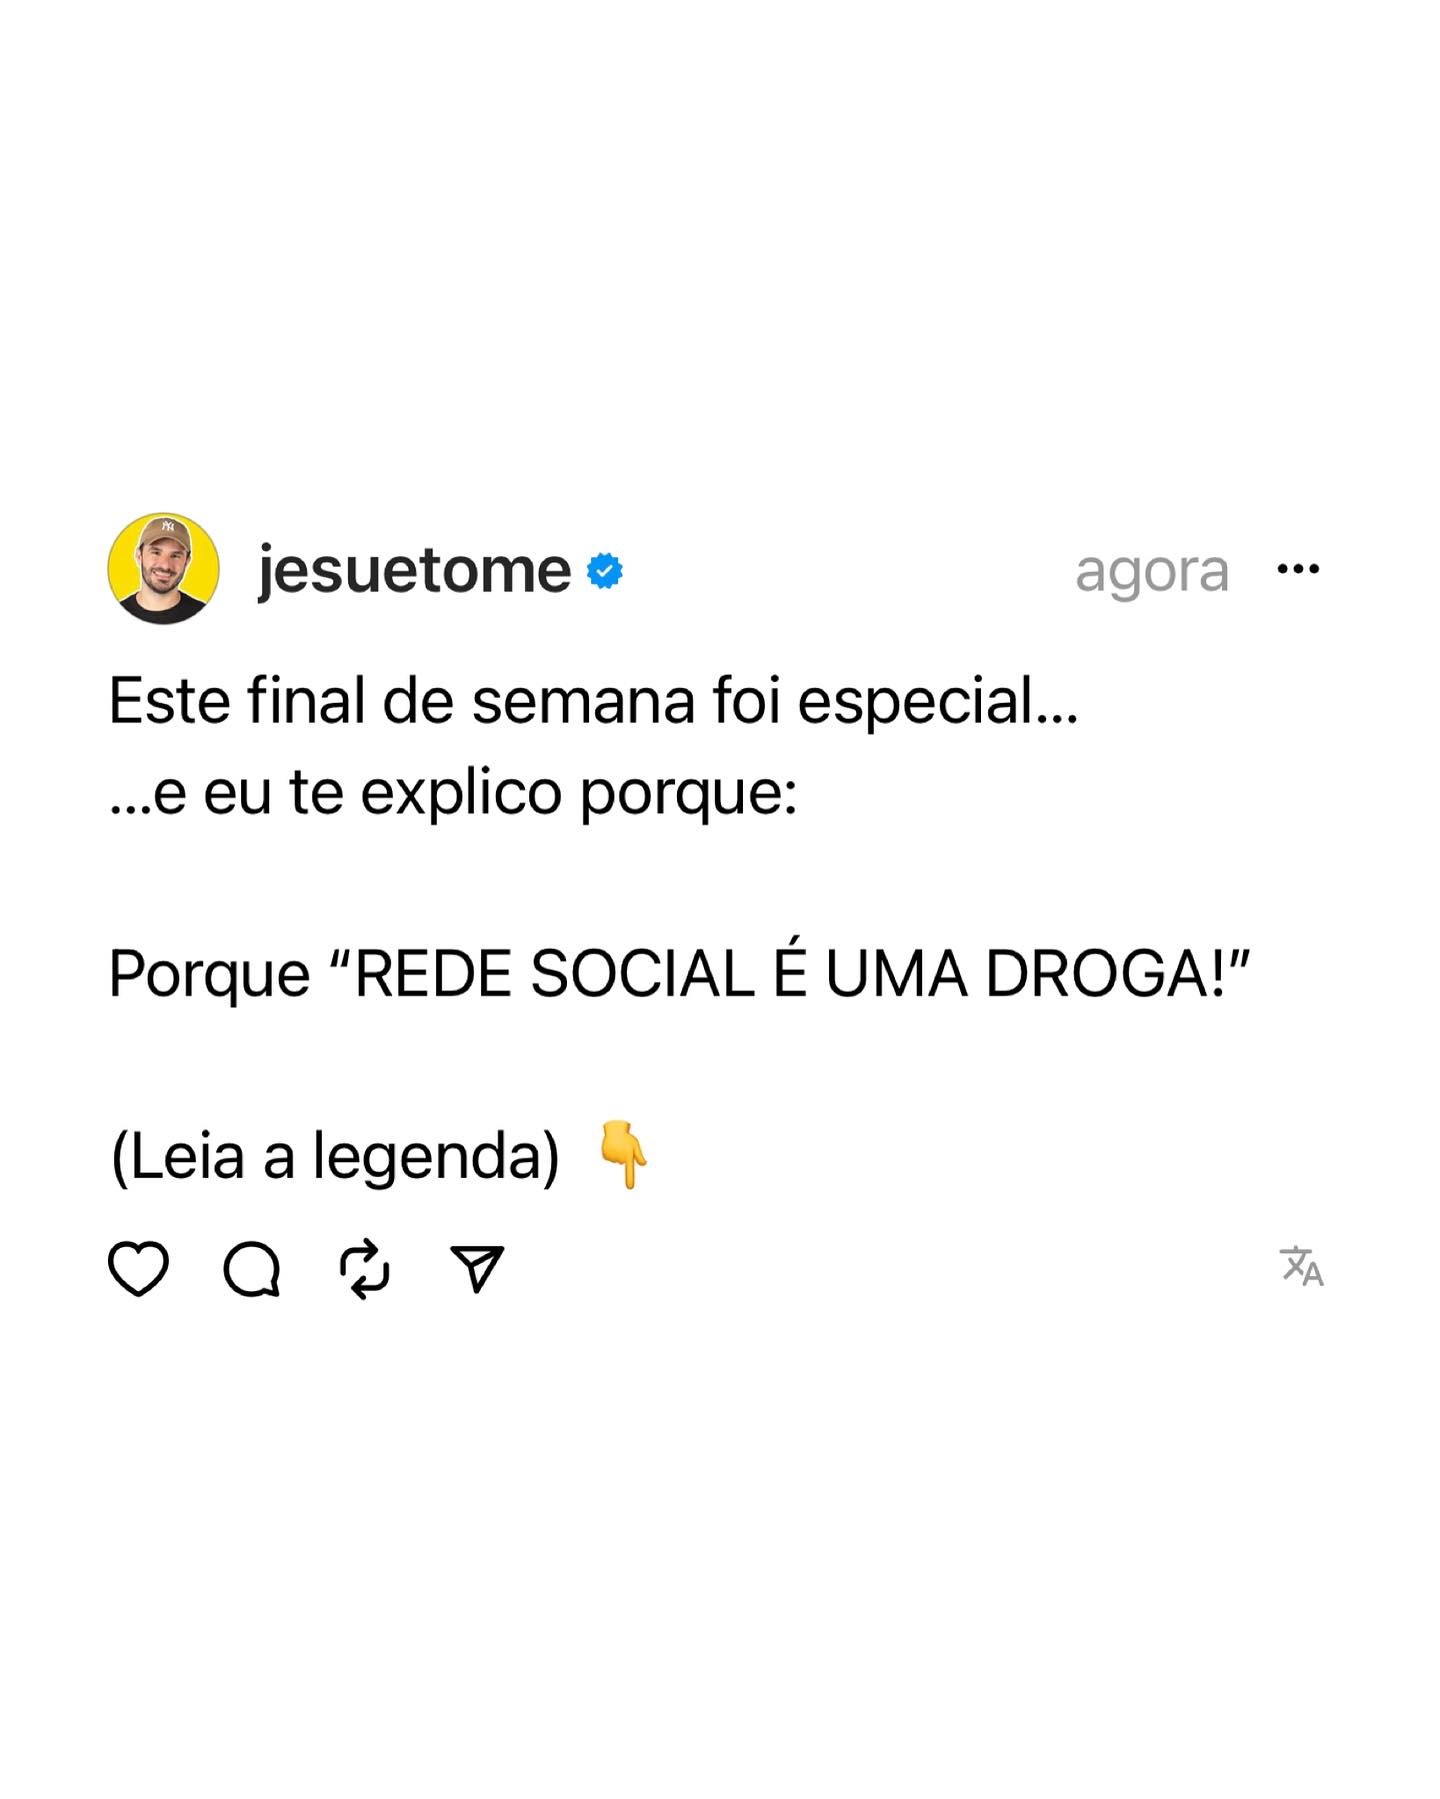 jesuetome
agora
Este final de semana foi especial...
...e eu te explico porque:
Porque “REDE SOCIAL É UMA DROGA!”
(Leia a legenda) 👇